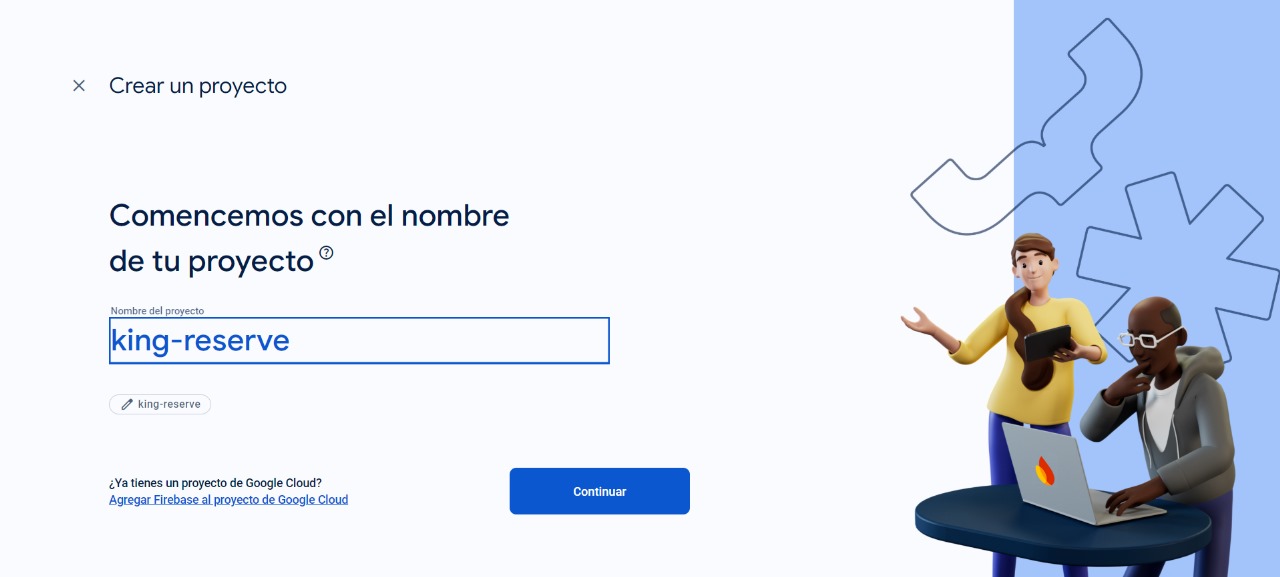 Crear un proyecto
Comencemos con el nombre
de tu proyecto
Nombre del proyecto
king-reserve
king-reserve
¿Ya tienes un proyecto de Google Cloud?
Agregar Firebase al proyecto de Google Cloud
Continuar